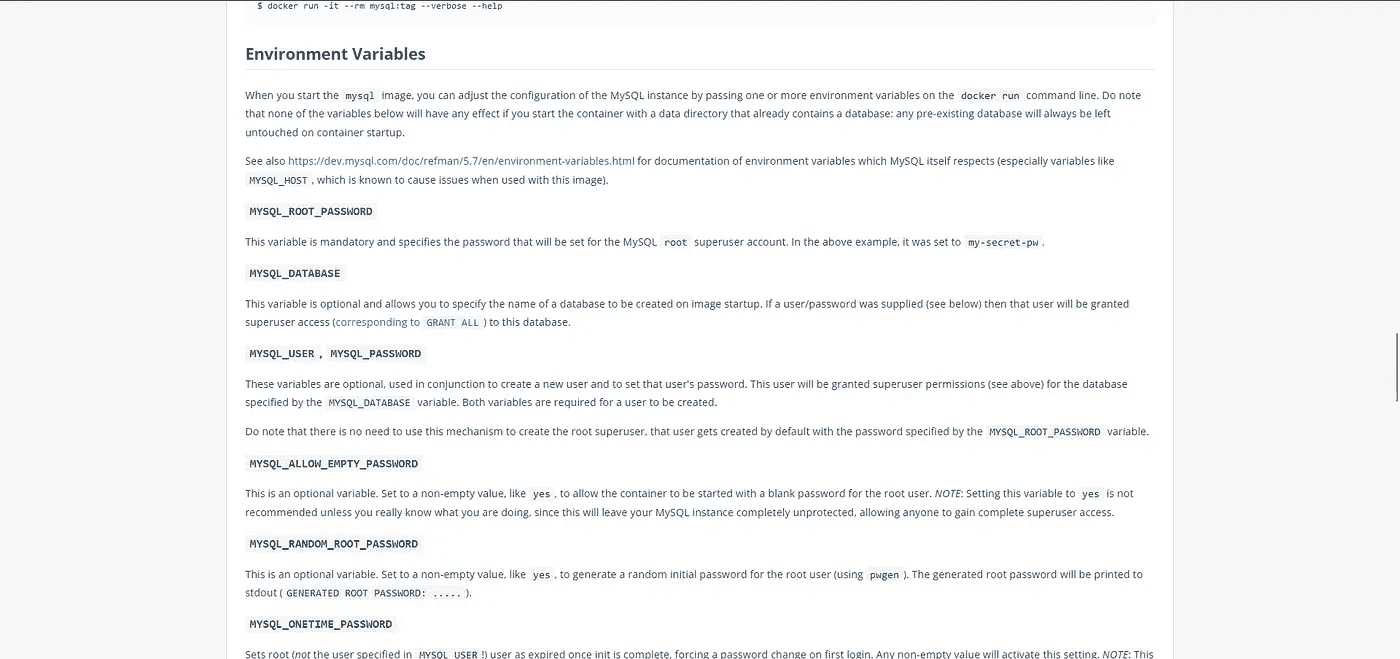 $ docker run -it --rm mysql:tag --verbose --help
Environment Variables
When you start the mysql image, you can adjust the configuration of the MySQL instance by passing one or more environment variables on the docker run command line. Do note
that none of the variables below will have any effect if you start the container with a data directory that already contains a database: any pre-existing database will always be left
untouched on container startup.
See also https://dev.mysql.com/doc/refman/5.7/en/environment-variables.html for documentation of environment variables which MySQL itself respects (especially variables like
MYSQL_HOST , which is known to cause issues when used with this image).
MYSQL_ROOT_PASSWORD
This variable is mandatory and specifies the password that will be set for the MySQL root superuser account. In the above example, it was set to my-secret-pw .
MYSQL_DATABASE
This variable is optional and allows you to specify the name of a database to be created on image startup. If a user/password was supplied (see below) then that user will be granted
superuser access (corresponding to GRANT ALL ) to this database.
MYSQL_USER , MYSQL_PASSWORD
These variables are optional, used in conjunction to create a new user and to set that user's password. This user will be granted superuser permissions (see above) for the database
specified by the MYSQL_DATABASE variable. Both variables are required for a user to be created.
Do note that there is no need to use this mechanism to create the root superuser, that user gets created by default with the password specified by the MYSQL_ROOT_PASSWORD variable.
MYSQL_ALLOW_EMPTY_PASSWORD
This is an optional variable. Set to a non-empty value, like yes , to allow the container to be started with a blank password for the root user. NOTE: Setting this variable to yes is not
recommended unless you really know what you are doing, since this will leave your MySQL instance completely unprotected, allowing anyone to gain complete superuser access.
MYSQL_RANDOM_ROOT_PASSWORD
This is an optional variable. Set to a non-empty value, like yes , to generate a random initial password for the root user (using pwgen ). The generated root password will be printed to
stdout ( GENERATED ROOT PASSWORD: ..... ).
MYSQL_ONETIME_PASSWORD
Sets root (not the user specified in MYSQL_USER !) user as expired once init is complete, forcing a password change on first login. Any non-empty value will activate this setting. NOTE: This